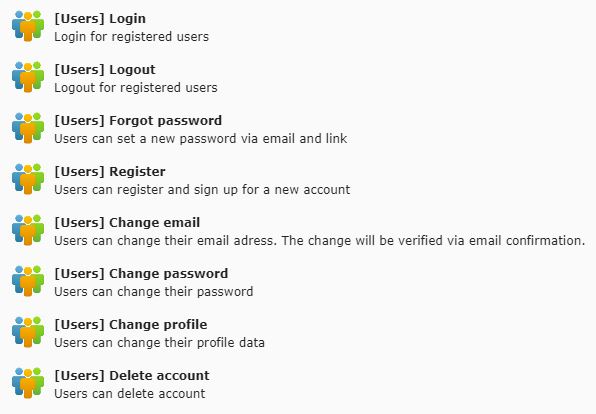 [Users] Login
Login for registered users
[Users] Logout
Logout for registered users
[Users] Forgot password
Users can set a new password via email and link
[Users] Register
Users can register and sign up for a new account
[Users] Change email
Users can change their email adress. The change will be verified via email confirmation.
[Users] Change password
Users can change their password
[Users] Change profile
Users can change their profile data
[Users] Delete account
Users can delete account